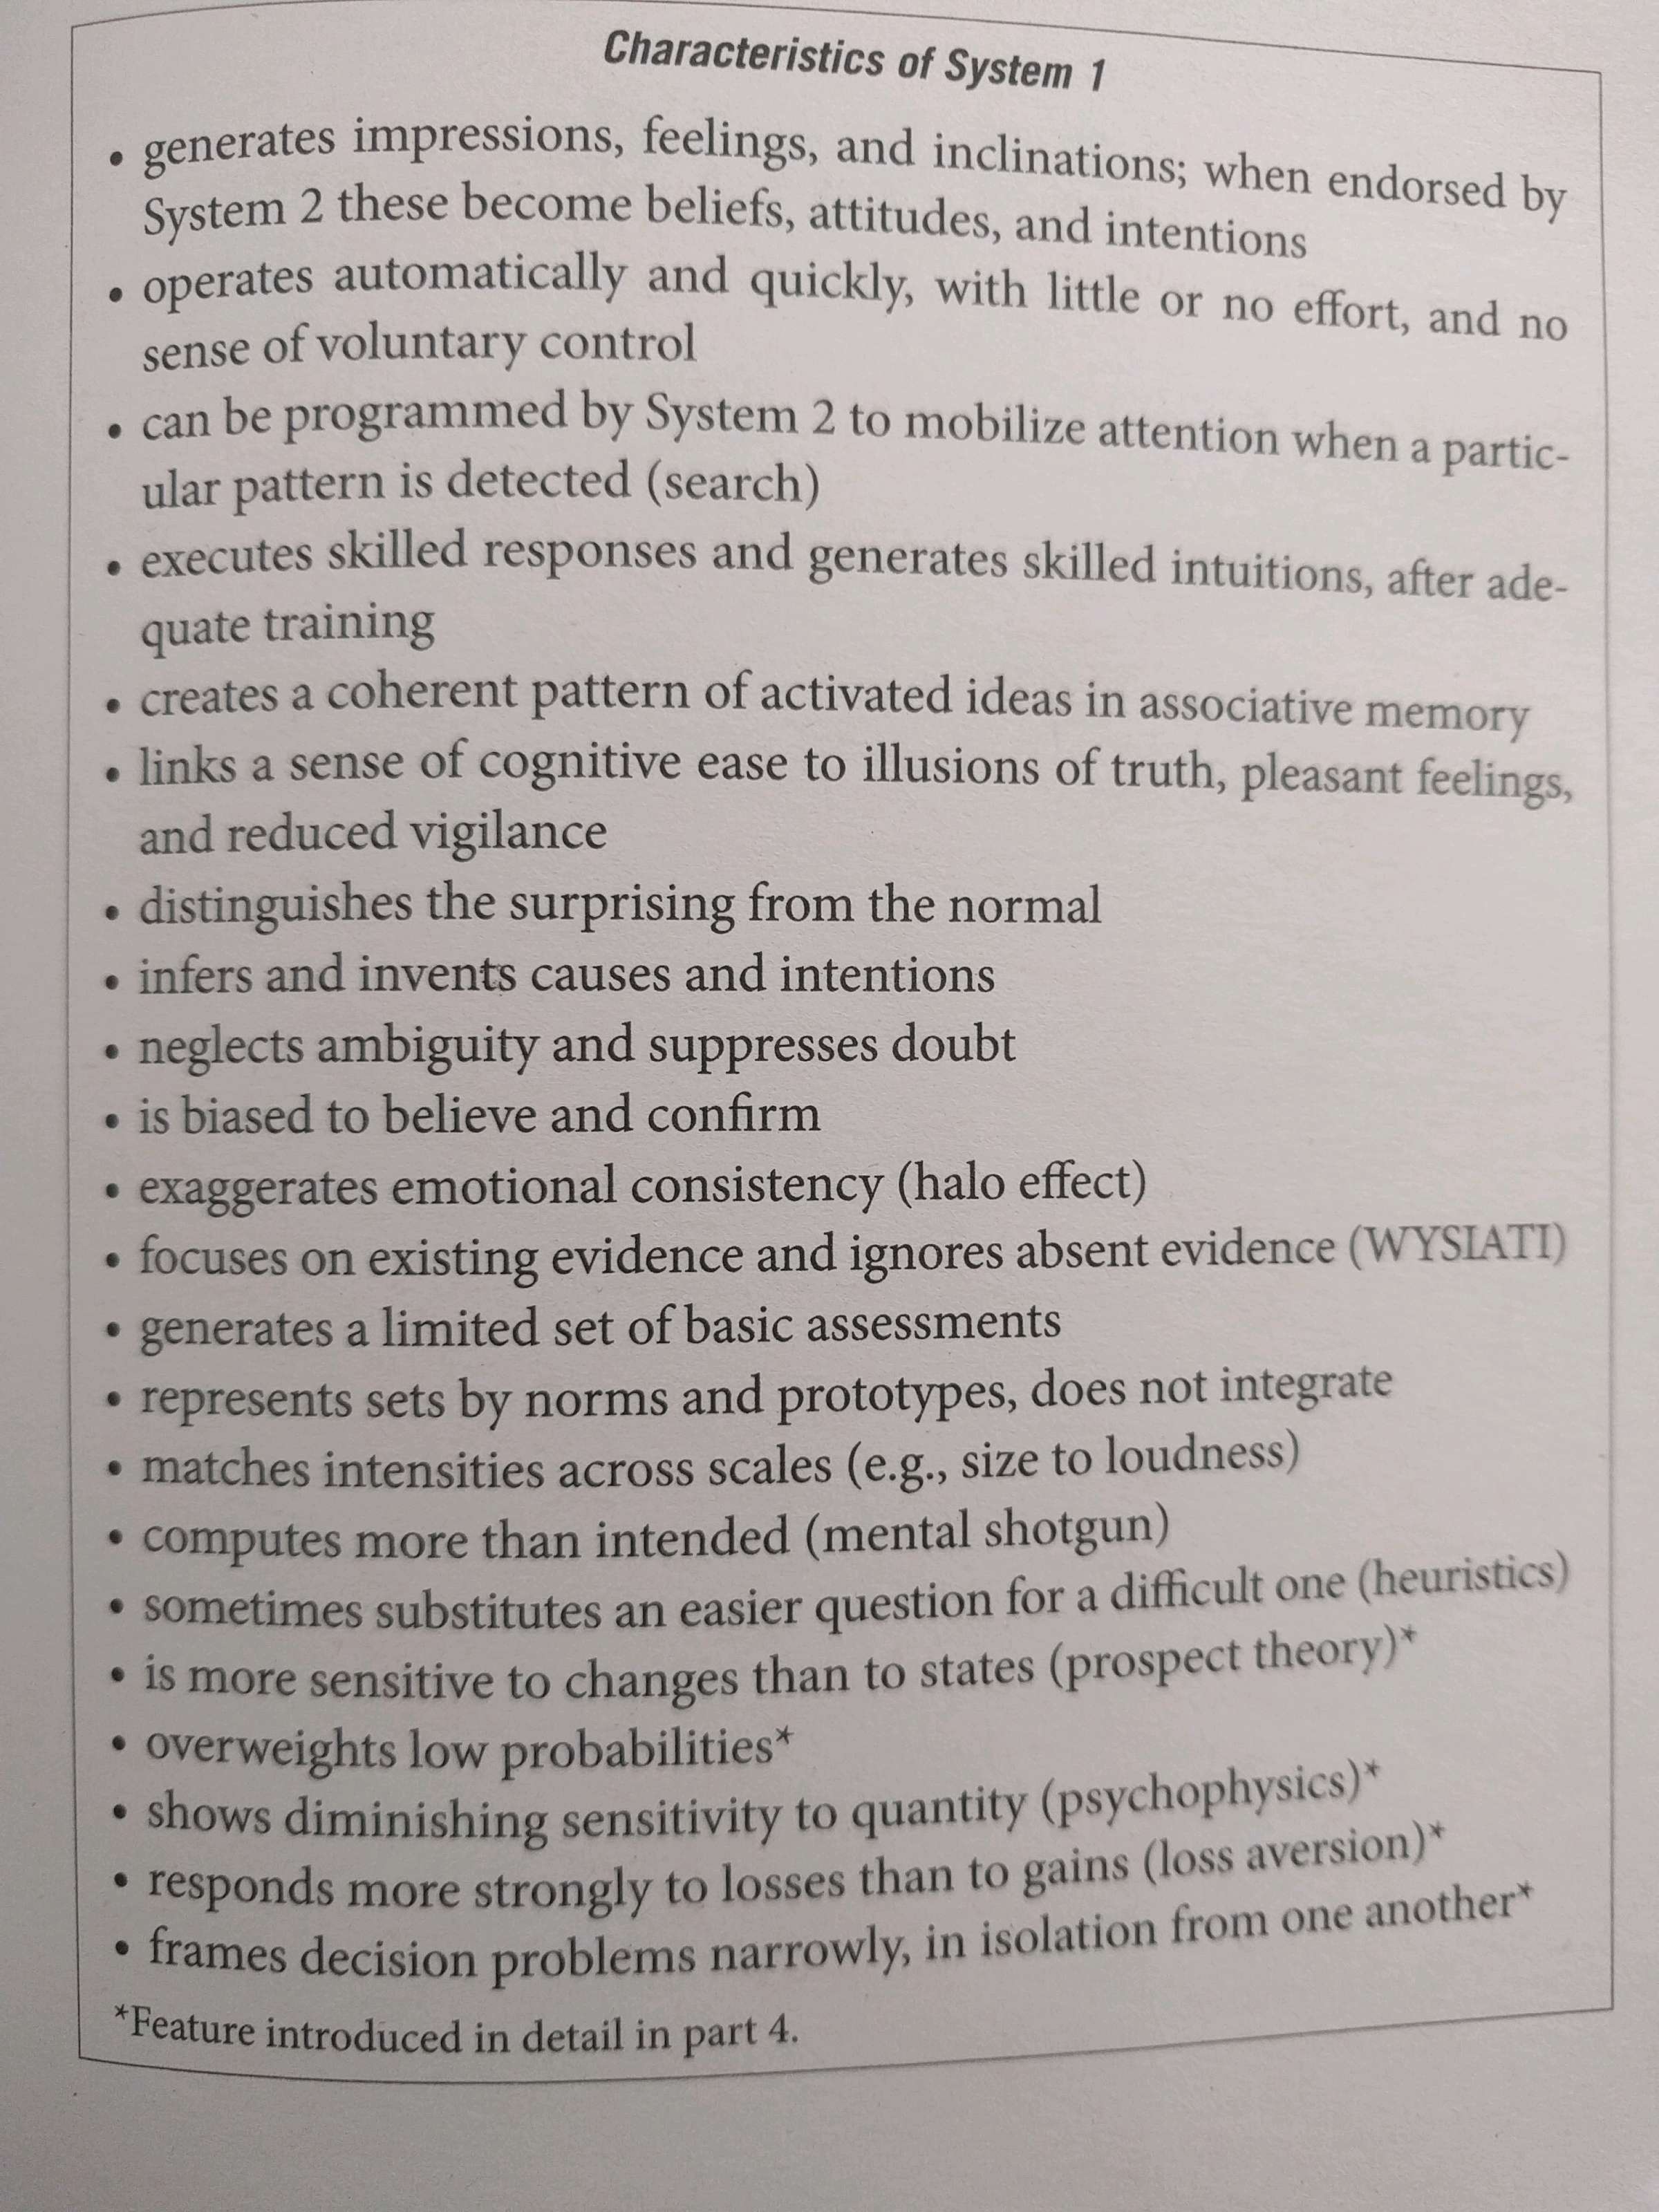 Characteristics of System 1
• generates impressions, feelings, and inclinations; when endorsed by
System 2 these become beliefs, attitudes, and intentions
• operates automatically and quickly, with little or no effort, and no
sense of voluntary control
• can be programmed by System 2 to mobilize attention when a partic-
ular pattern is detected (search)
• executes skilled responses and generates skilled intuitions, after ade-
quate training
• creates a coherent pattern of activated ideas in associative memory
• links a sense of cognitive ease to illusions of truth, pleasant feelings,
and reduced vigilance
• distinguishes the surprising from the normal
• infers and invents causes and intentions
• neglects ambiguity and suppresses doubt
• is biased to believe and confirm
• exaggerates emotional consistency (halo effect)
• focuses on existing evidence and ignores absent evidence (WYSIATI)
• generates a limited set of basic assessments
• represents sets by norms and prototypes, does not integrate
• matches intensities across scales (e.g., size to loudness)
• computes more than intended (mental shotgun)
• sometimes substitutes an easier question for a difficult one (heuristics)
• is more sensitive to changes than to states (prospect theory)*
• overweights low probabilities*
• shows diminishing sensitivity to quantity (psychophysics)*
• responds more strongly to losses than to gains (loss aversion)*
• frames decision problems narrowly, in isolation from one another*
*Feature introduced in detail in part 4.